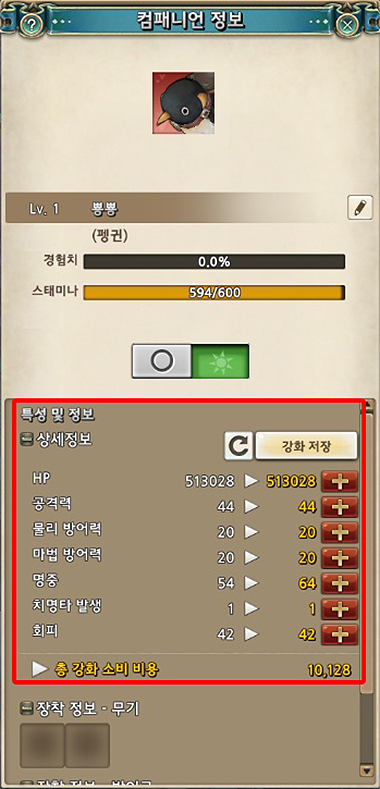 컴패니언 정보
Lv. 1 뿅뿅
(펭귄)
경험치 0.0%
스태미나 594/600
특성 및 정보
상세정보
강화 저장
HP 513028 513028
공격력 44 44
물리 방어력 20 20
마법 방어력 20 20
명중 54 64
치명타 발생 1 1
회피 42 42
총 강화 소비 비용 10,128
장착 정보 - 무기